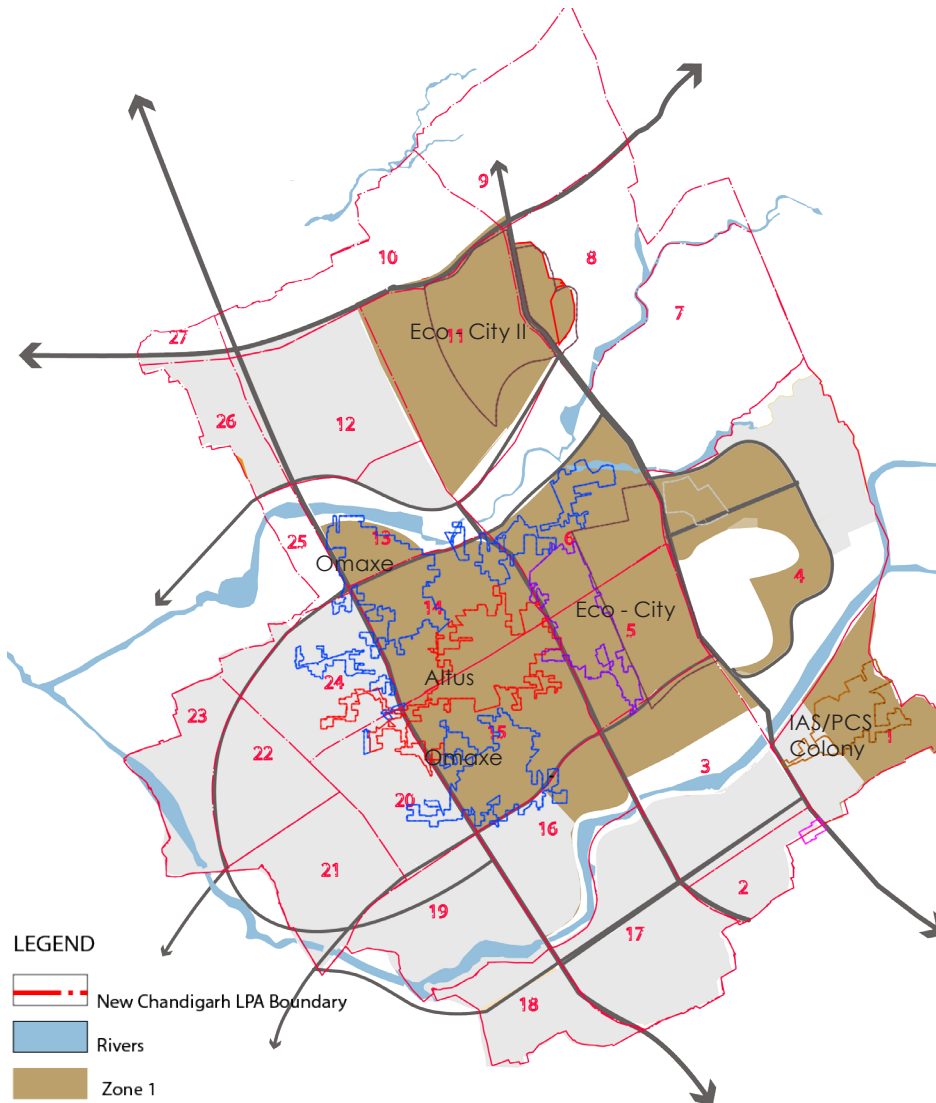 9
10
8
7
27
Eco - City II
11
26
12
25
13
6
Omaxe
4
14
Eco - City
5
24
Altus
23
22
15
IAS/PCS
Colony
1
Omaxe
3
20
16
21
2
19
17
18
LEGEND
New Chandigarh LPA Boundary
Rivers
Zone 1